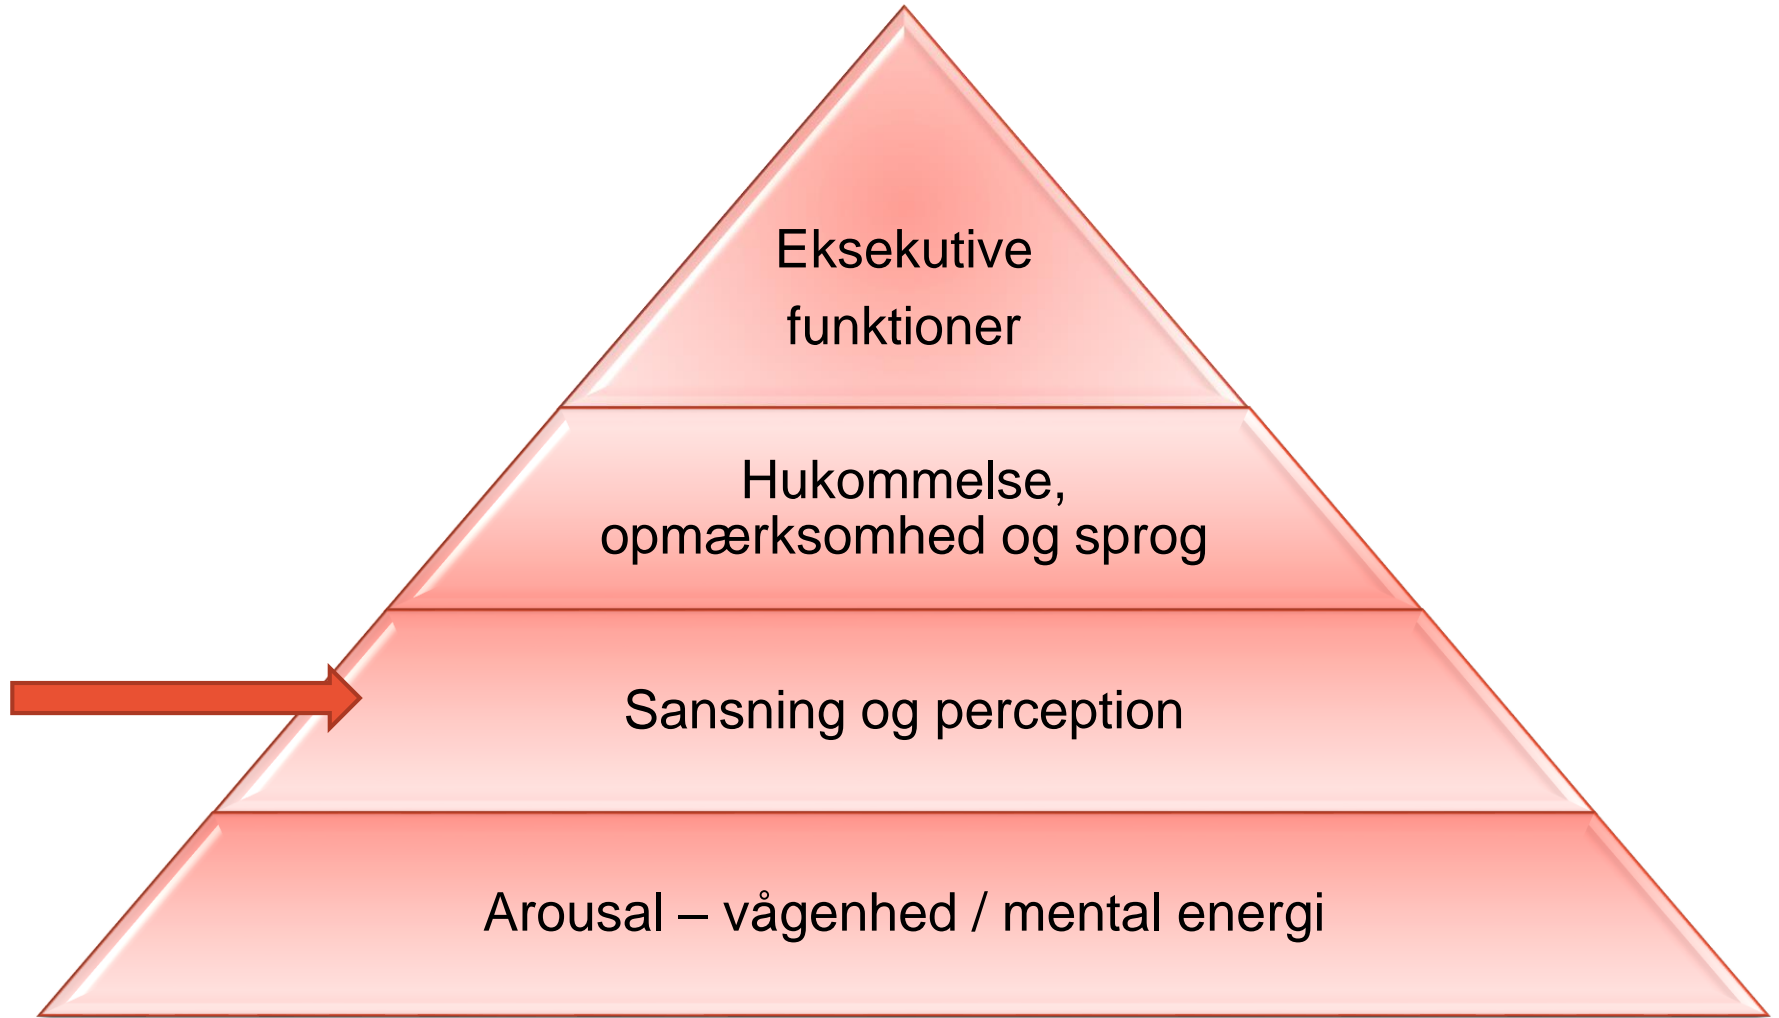 Eksekutive
funktioner
Hukommelse,
opmærksomhed og sprog
Sansning og perception
Arousal – vågenhed / mental energi